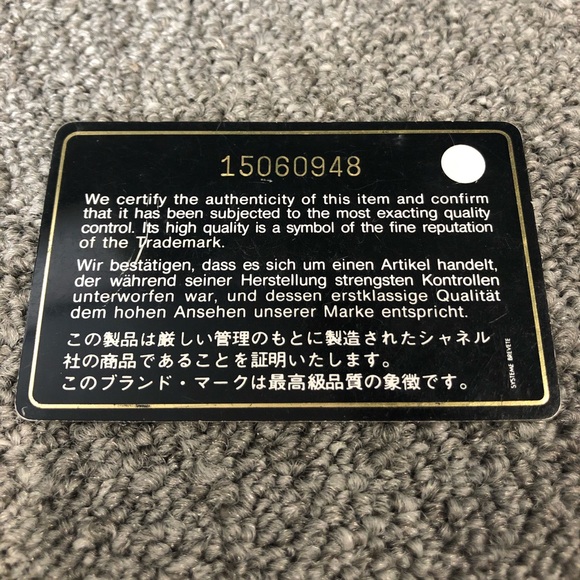 15060948
We certify the authenticity of this item and confirm
that it has been subjected to the most exacting quality
control. Its high quality is a symbol of the fine reputation
of the Trademark.
Wir bestätigen, dass es sich um einen Artikel handelt,
der während seiner Herstellung strengsten Kontrollen
unterworfen war, und dessen erstklassige Qualität
dem hohen Ansehen unserer Marke entspricht.
この製品は厳しい管理のもとに製造されたシャネル
社の商品であることを証明いたします。
このブランド・マークは最高級品質の象徴です。
SYSTEME BREVETE